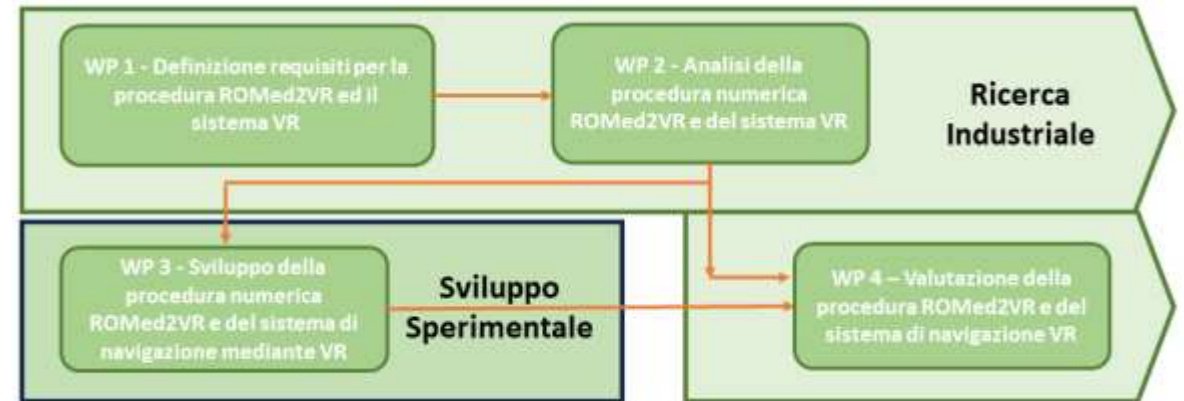 WP 1 - Definizione requisiti per la
procedura ROMed2VR ed il
sistema VR
WP 2 - Analisi della
procedura numerica
ROMed2VR e del sistema VR
Ricerca
Industriale
WP 3 - Sviluppo della
procedura numerica
ROMed2VR e del sistema di
navigazione mediante VR
Sviluppo
Sperimentale
WP 4 – Valutazione della
procedura ROMed2VR e del
sistema di navigazione VR